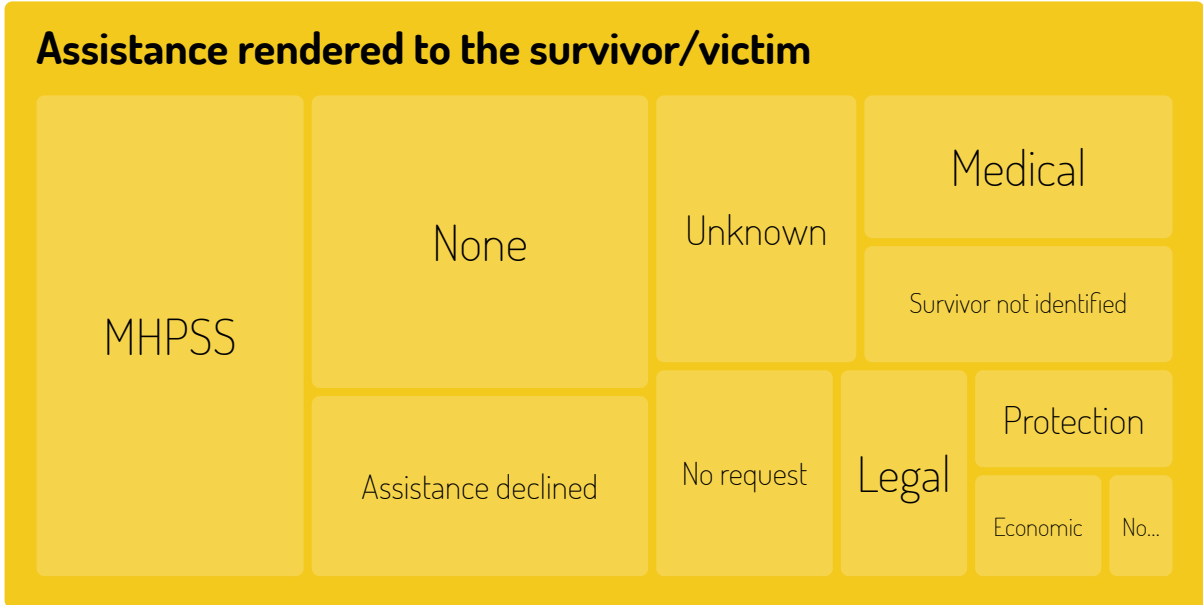 Assistance rendered to the survivor/victim
MHPSS
None
Assistance declined
Unknown
Medical
Survivor not identified
No request
Legal
Protection
Economic
No...